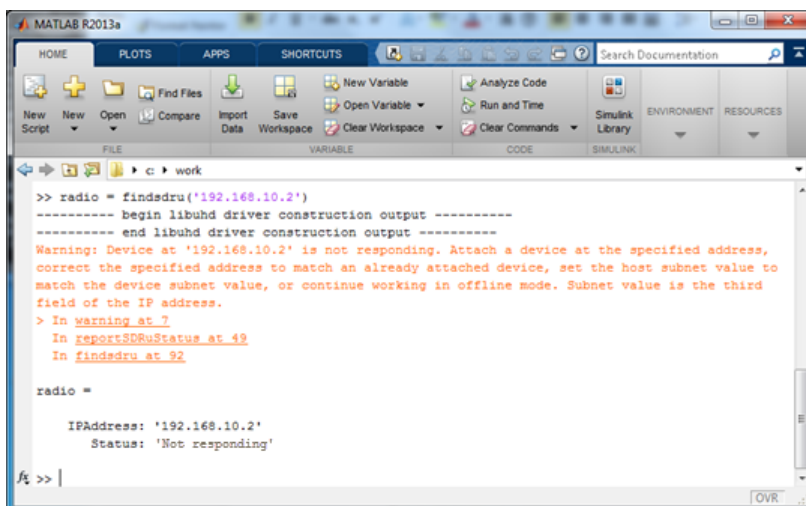 MATLAB R2013a
HOME PLOTS APPS SHORTCUTS Search Documentation
New Script New Open Find Files Compare Import Data Save Workspace New Variable Open Variable Clear Workspace Analyze Code Run and Time Clear Commands Simulink Library ENVIRONMENT RESOURCES
FILE VARIABLE CODE SIMULINK
c: work
>> radio = findsdru('192.168.10.2')
---------- begin libuhd driver construction output ----------
---------- end libuhd driver construction output ----------
Warning: Device at '192.168.10.2' is not responding. Attach a device at the specified address,
correct the specified address to match an already attached device, set the host subnet value to
match the device subnet value, or continue working in offline mode. Subnet value is the third
field of the IP address.
> In warning at 7
In reportSDRuStatus at 49
In findsdru at 92
radio =
IPAddress: '192.168.10.2'
Status: 'Not responding'
fx >>
OVR